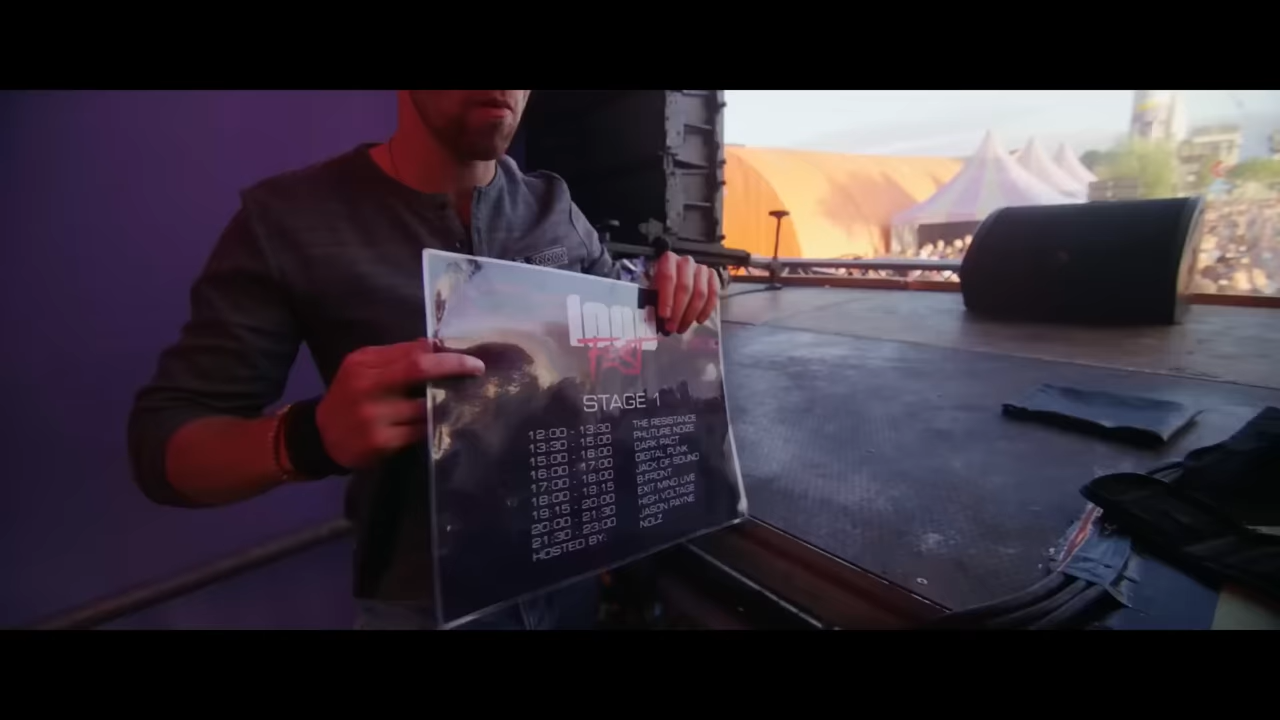 FEST
STAGE 1
12:00 - 13:30 THE RESISTANCE
13:30 - 15:00 PHUTURE NOIZE
15:00 - 16:00 DARK PACT
16:00 - 17:00 DIGITAL PUNK
17:00 - 18:00 JACK OF SOUND
18:00 - 19:15 B-FRONT
19:15 - 20:00 EXIT MIND LIVE
20:00 - 21:30 HIGH VOLTAGE
21:30 - 23:00 JASON PAYNE
HOSTED BY: NOLZ